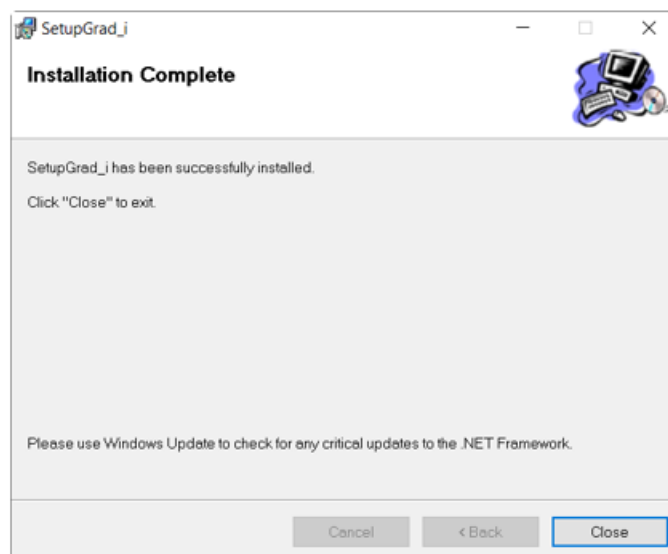 SetupGrad_i
Installation Complete
SetupGrad_i has been successfully installed.
Click "Close" to exit.
Please use Windows Update to check for any critical updates to the .NET Framework.
Cancel
< Back
Close